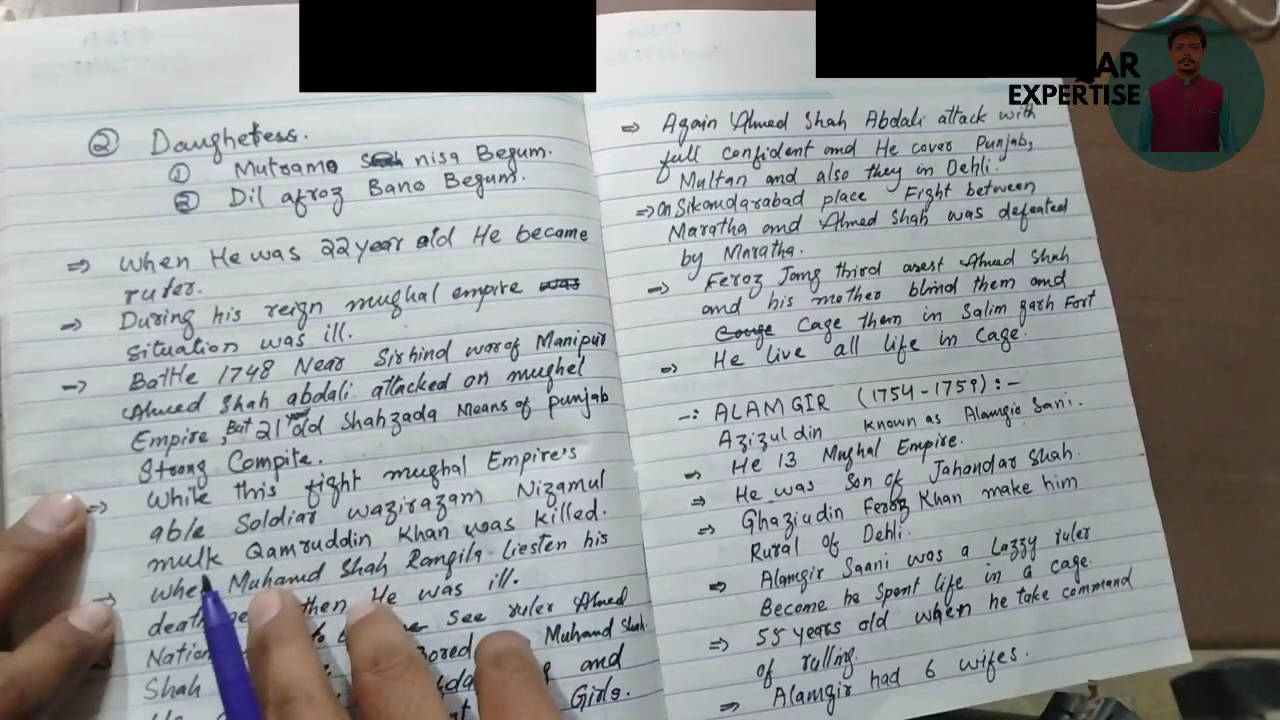 ② Daughetess.
① Mutramo nisa Begum.
② Dil afroz Bano Begum.
⇒ when He was 22 year old He became
ruler.
⇒ During his reign mughal empire was
situation was ill.
⇒ Battle 1748 Near Sirhind war of Manipur
Ahmed Shah abdali attacked on mughel
Empire, But 21 year old Shahzada Means of punjab
Strong Compite.
⇒ While this fight mughal Empire's
able Soldiar wazirazam Nizamul
mulk Qamruddin Khan was killed.
⇒ when Muhamd Shah Rangila Liesten his
death then He was ill.
Nation see ruler Ahmed
Shah Muhamd Shah.
and
Girls.
⇒ Again Ahmed Shah Abdali attack with
full confident and He cover Punjab,
Multan and also they in Dehli.
⇒ On Sikandarabad place Fight between
Maratha and Ahmed Shah was defeated
by Maratha.
⇒ Feroz Jang third arest Ahmed Shah
and his mother blind them and
Cage them in Salim garh Fort
⇒ He live all life in Cage.
-: ALAMGIR (1754-1759) :-
Azizuldin known as Alamgir Sani.
⇒ He 13 Mughal Empire.
⇒ He was Son of Jahandar Shah.
⇒ Ghaziudin Feroz Khan make him
Rural of Dehli.
⇒ Alamgir Saani was a Lazzy ruler
Become he spent life in a cage.
⇒ 55 years old when he take command
of rulling.
⇒ Alamgir had 6 wifes.
QAR
EXPERTISE